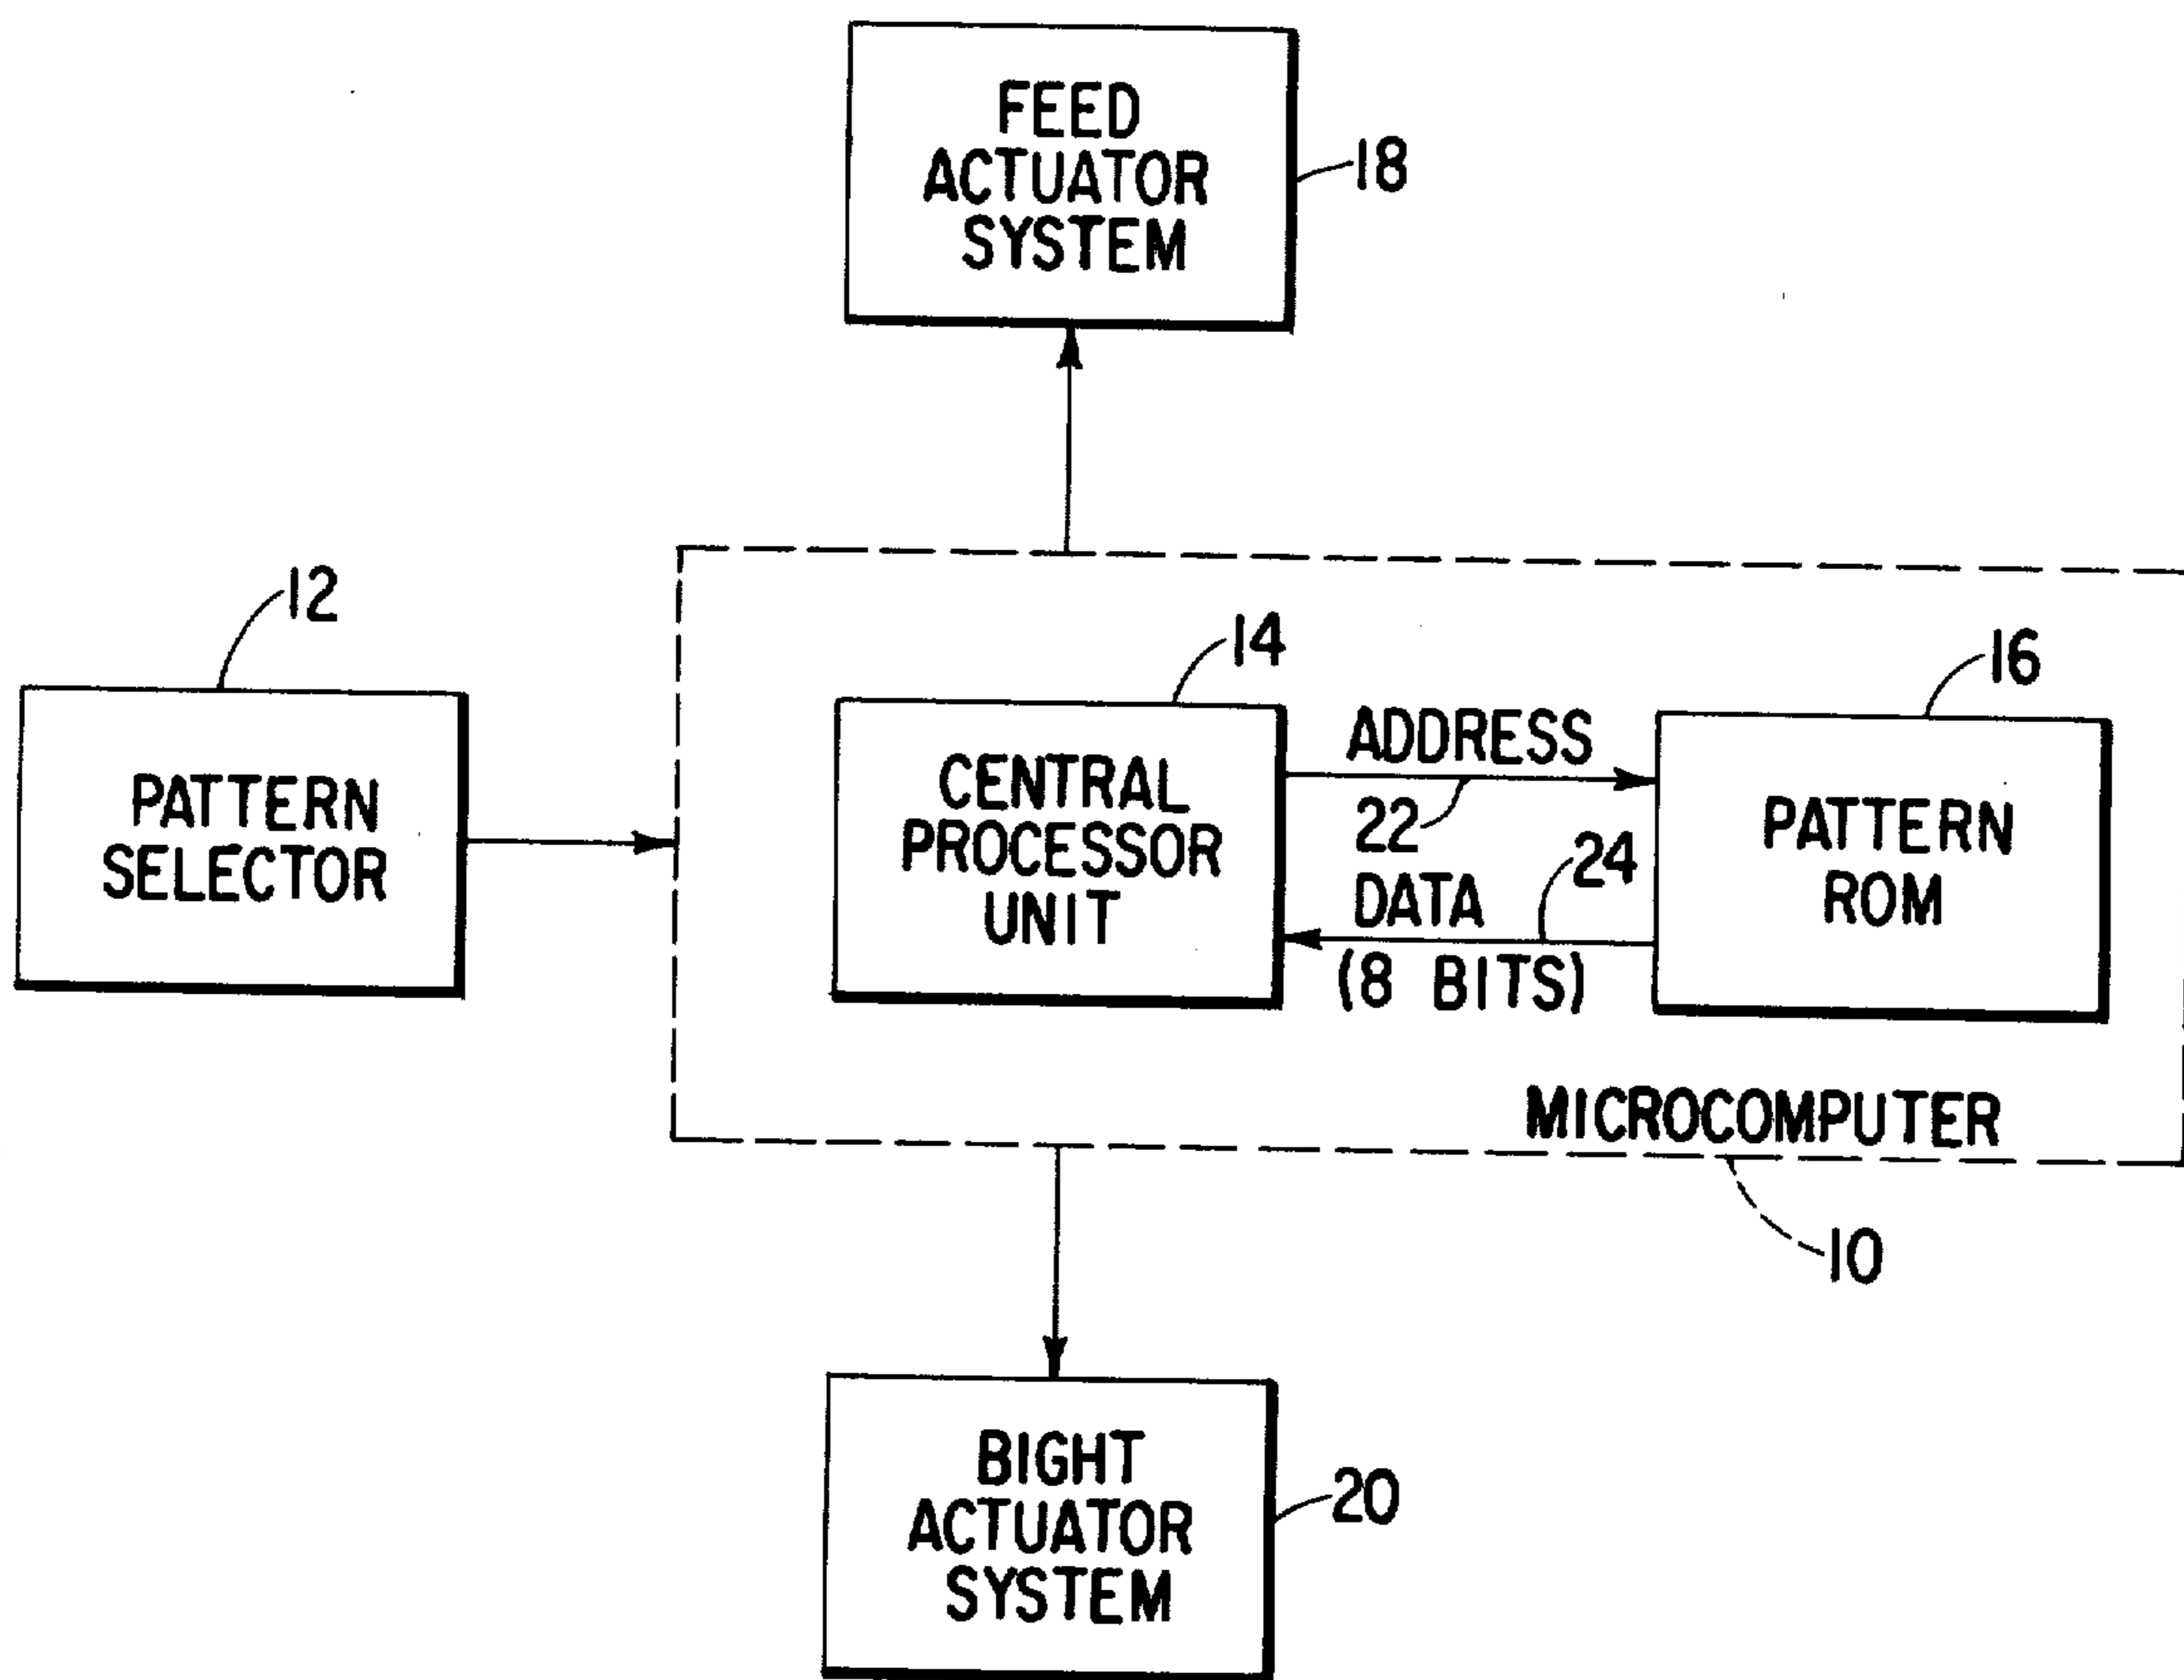 FEED
ACTUATOR
SYSTEM
18
12
14
16
PATTERN
SELECTOR
CENTRAL
PROCESSOR
UNIT
ADDRESS
22
DATA
24
(8 BITS)
PATTERN
ROM
MICROCOMPUTER
10
BIGHT
ACTUATOR
SYSTEM
20